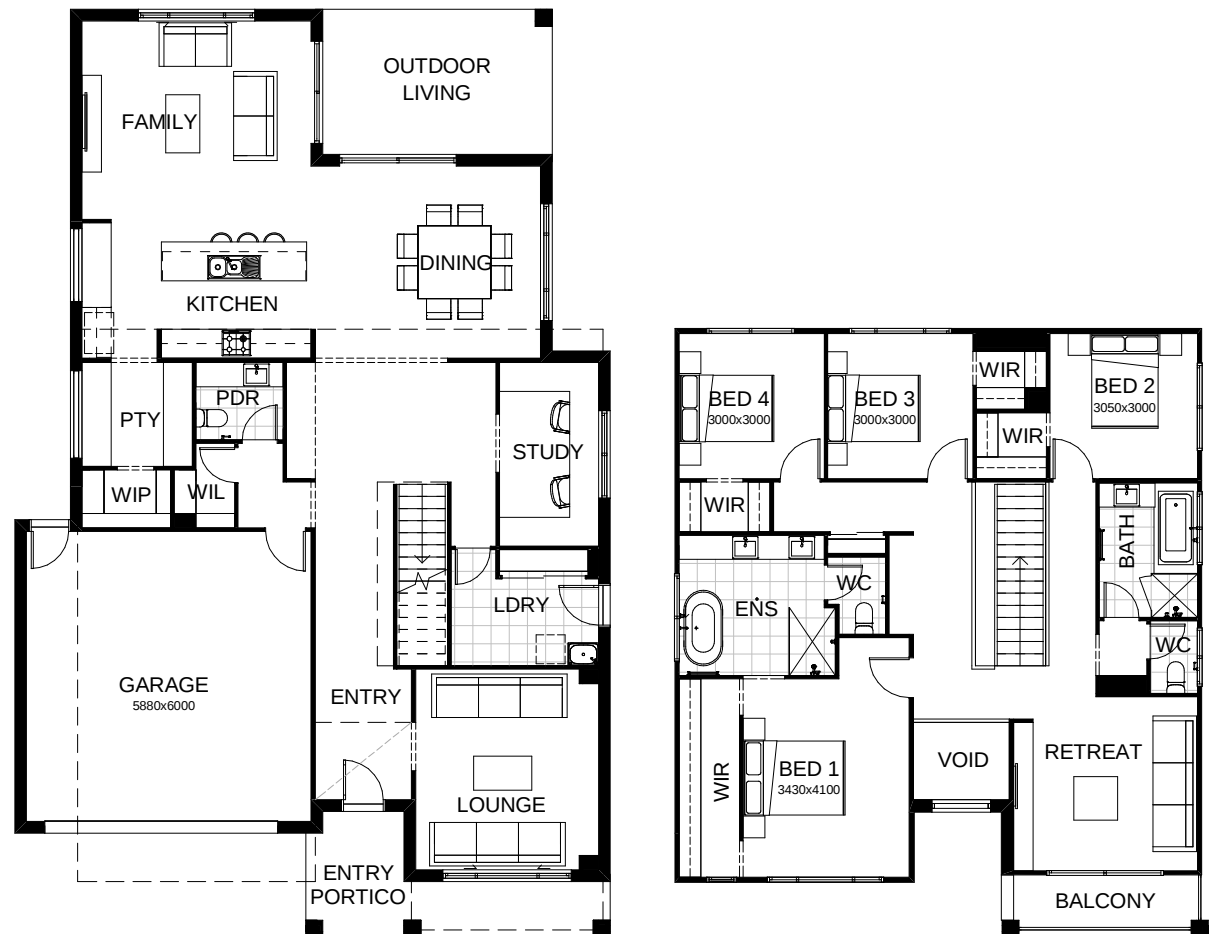 OUTDOOR
LIVING
FAMILY
DINING
KITCHEN
PTY
PDR
STUDY
WIP
WIL
LDRY
GARAGE
5880x6000
ENTRY
LOUNGE
ENTRY
PORTICO
BED 4
3000x3000
BED 3
3000x3000
WIR
BED 2
3050x3000
WIR
WIR
BATH
ENS
WC
WC
WIR
BED 1
3430x4100
VOID
RETREAT
BALCONY